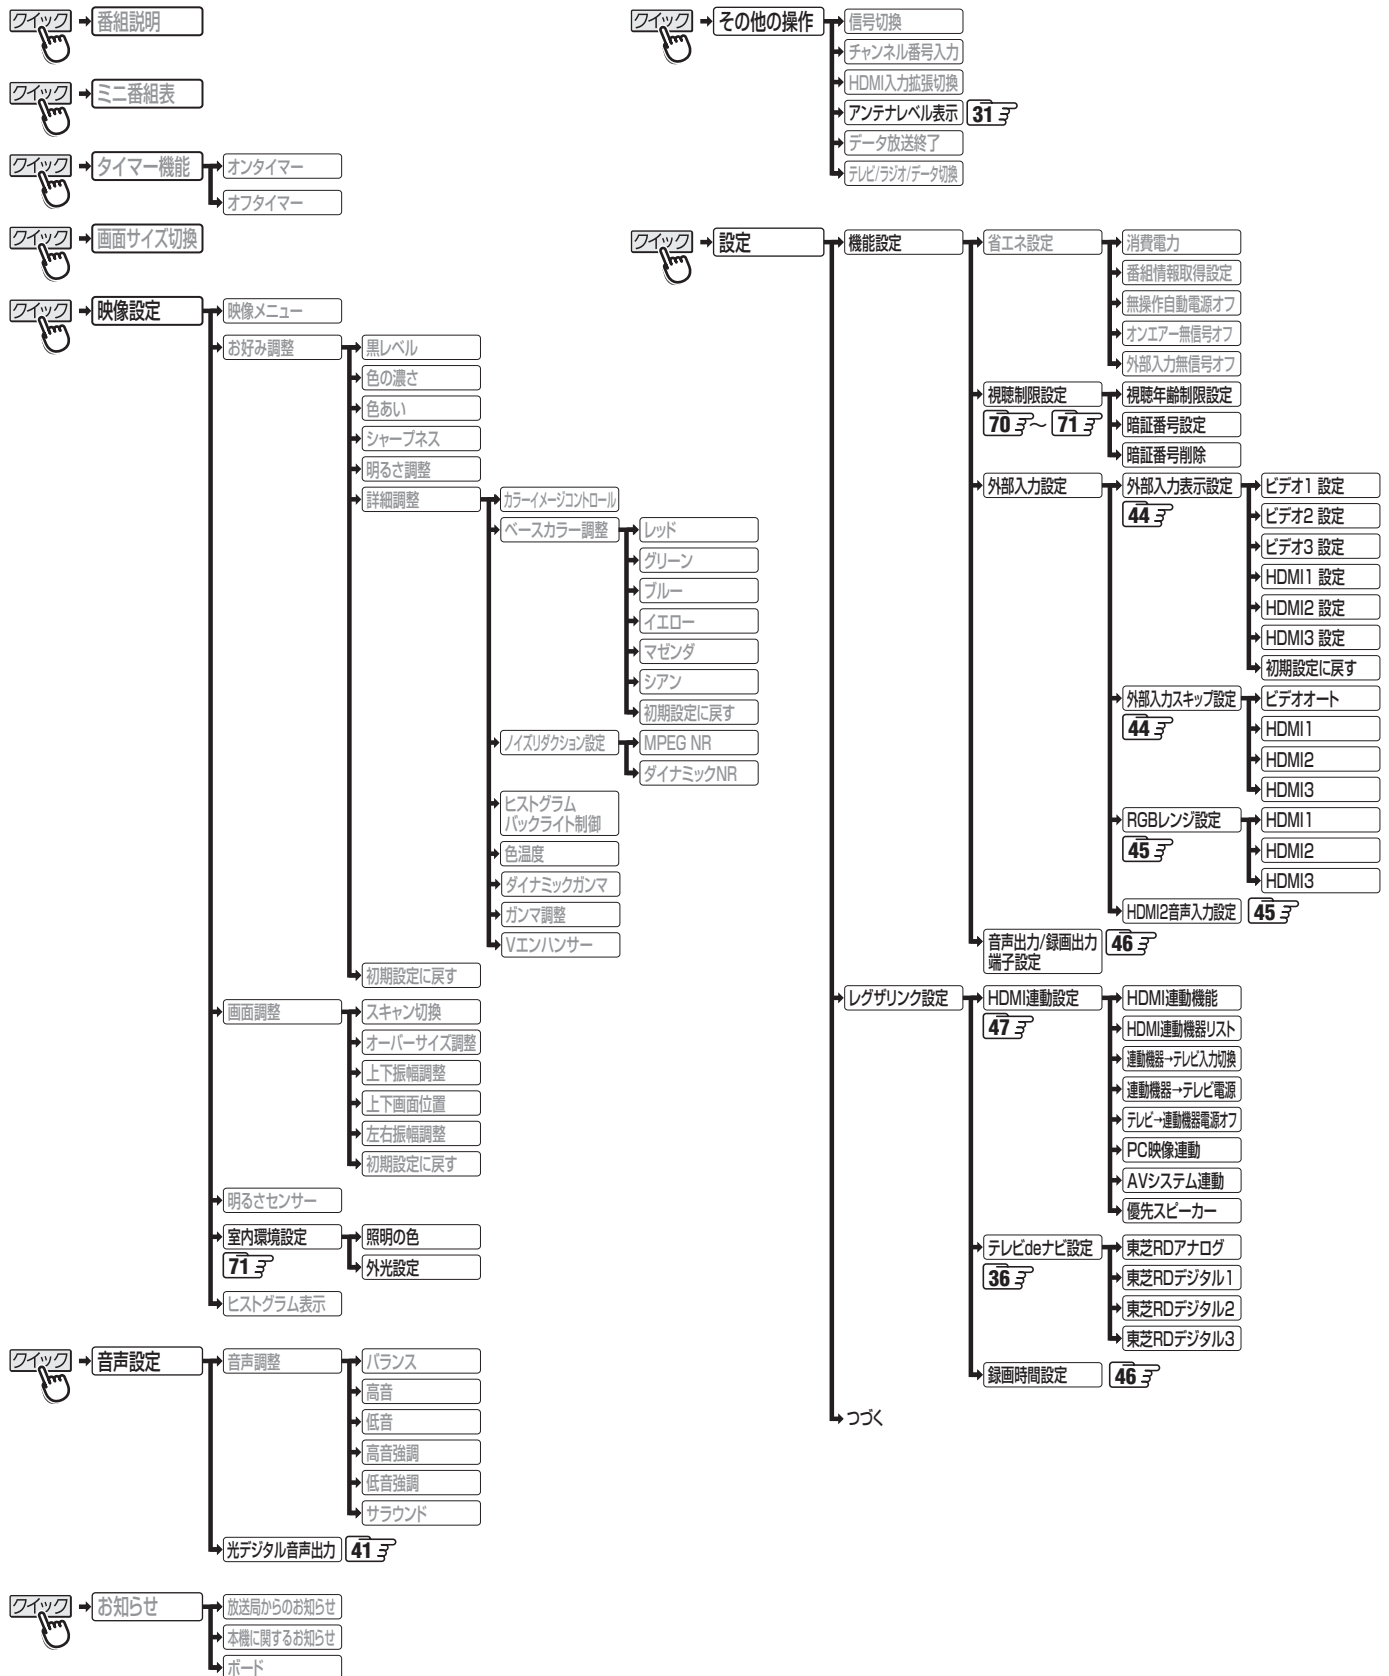 クイック
番組説明
クイック
ミニ番組表
クイック
タイマー機能
オンタイマー
オフタイマー
クイック
画面サイズ切換
クイック
映像設定
映像メニュー
お好み調整
黒レベル
色の濃さ
色あい
シャープネス
明るさ調整
詳細調整
カラーイメージコントロール
ベースカラー調整
レッド
グリーン
ブルー
イエロー
マゼンダ
シアン
初期設定に戻す
ノイズリダクション設定
MPEG NR
ダイナミックNR
ヒストグラム
バックライト制御
色温度
ダイナミックガンマ
ガンマ調整
Vエンハンサー
初期設定に戻す
画面調整
スキャン切換
オーバーサイズ調整
上下振幅調整
上下画面位置
左右振幅調整
初期設定に戻す
明るさセンサー
室内環境設定
71
照明の色
外光設定
ヒストグラム表示
クイック
音声設定
音声調整
バランス
高音
低音
高音強調
低音強調
サラウンド
光デジタル音声出力 41
クイック
お知らせ
放送局からのお知らせ
本機に関するお知らせ
ボード
クイック
その他の操作
信号切換
チャンネル番号入力
HDMI入力拡張切換
アンテナレベル表示 31
データ放送終了
テレビ/ラジオ/データ切換
クイック
設定
機能設定
省エネ設定
消費電力
番組情報取得設定
無操作自動電源オフ
オンエアー無信号オフ
外部入力無信号オフ
視聴制限設定
70 ～ 71
視聴年齢制限設定
暗証番号設定
暗証番号削除
外部入力設定
外部入力表示設定
44
ビデオ1 設定
ビデオ2 設定
ビデオ3 設定
HDMI1 設定
HDMI2 設定
HDMI3 設定
初期設定に戻す
外部入力スキップ設定
44
ビデオオート
HDMI1
HDMI2
HDMI3
RGBレンジ設定
45
HDMI1
HDMI2
HDMI3
HDMI2音声入力設定 45
音声出力/録画出力
端子設定
46
レグザリンク設定
HDMI連動設定
47
HDMI連動機能
HDMI連動機器リスト
連動機器→テレビ入力切換
連動機器→テレビ電源
テレビ→連動機器電源オフ
PC映像連動
AVシステム連動
優先スピーカー
テレビdeナビ設定
36
東芝RDアナログ
東芝RDデジタル1
東芝RDデジタル2
東芝RDデジタル3
録画時間設定 46
つづく